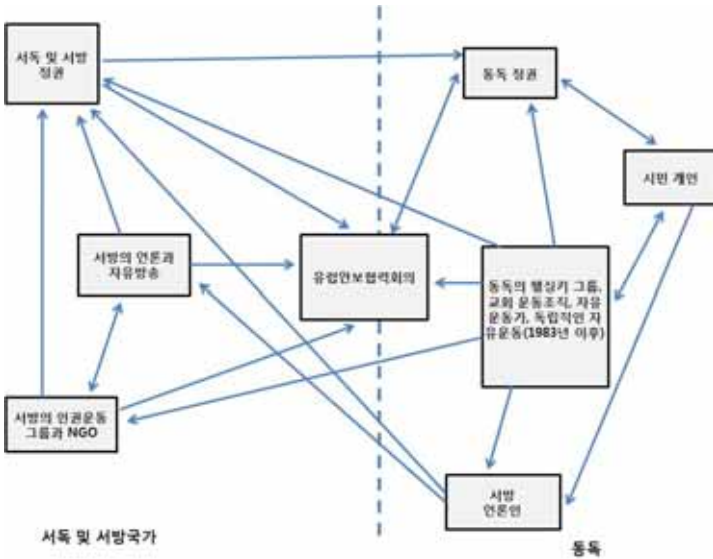 서독 및 서방
정권
동독 정권
시민 개인
서방의 언론과
자유방송
유럽안보협력회의
동독의 헬싱키 그룹,
교회 운동조직, 자유
운동가, 독립적인 자
유운동(1983년 이후)
서방의 인권운동
그룹과 NGO
서방
언론인
서독 및 서방국가
동독